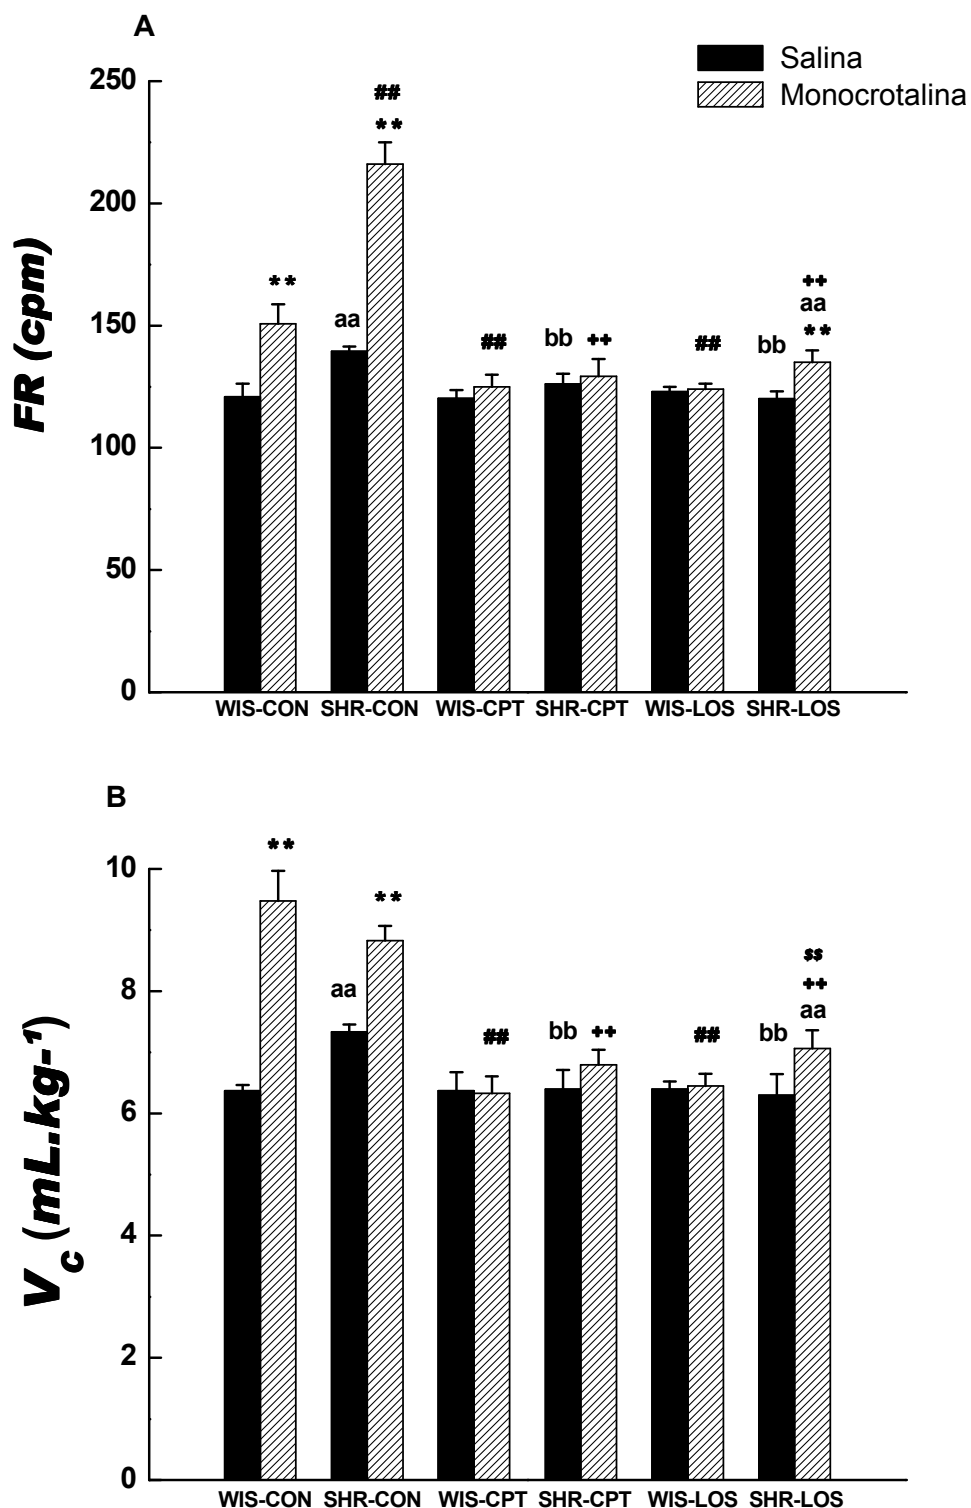 A
Salina
Monocrotalina
250
200
150
100
50
0
FR (cpm)
##
**
**
aa
##
bb
++
##
bb
++
aa
**
WIS-CON SHR-CON WIS-CPT SHR-CPT WIS-LOS SHR-LOS
B
10
8
6
4
2
0
Vc (mL.kg-¹)
**
aa
**
##
bb
++
##
bb
$$
++
aa
WIS-CON SHR-CON WIS-CPT SHR-CPT WIS-LOS SHR-LOS